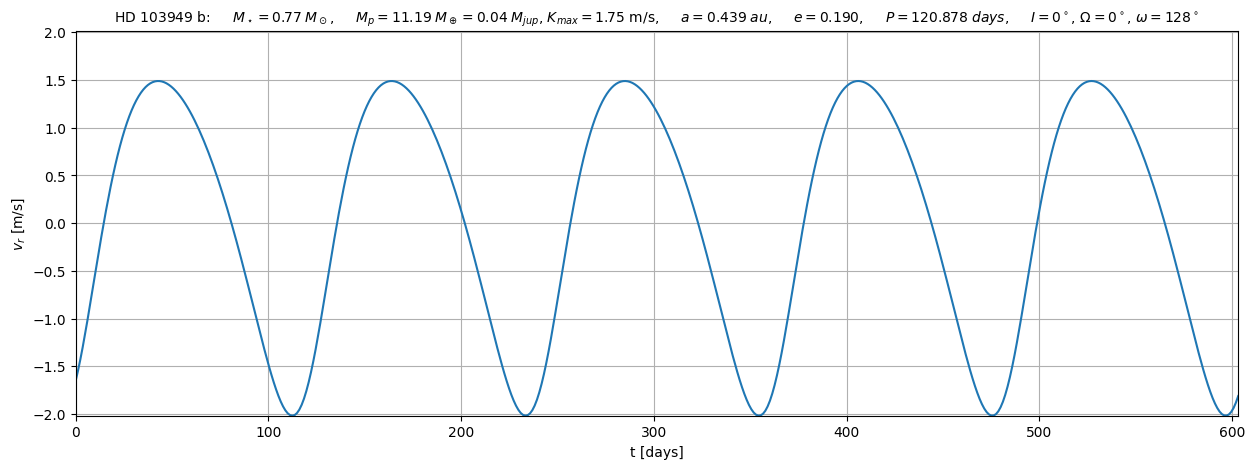 HD 103949 b: M⋆ = 0.77 M⊙, Mp = 11.19 M⊕ = 0.04 Mjup, Kmax = 1.75 m/s, a = 0.439 au, e = 0.190, P = 120.878 days, I = 0°, Ω = 0°, ω = 128°
2.0
1.5
1.0
0.5
0.0
−0.5
−1.0
−1.5
−2.0
vr [m/s]
0 100 200 300 400 500 600
t [days]